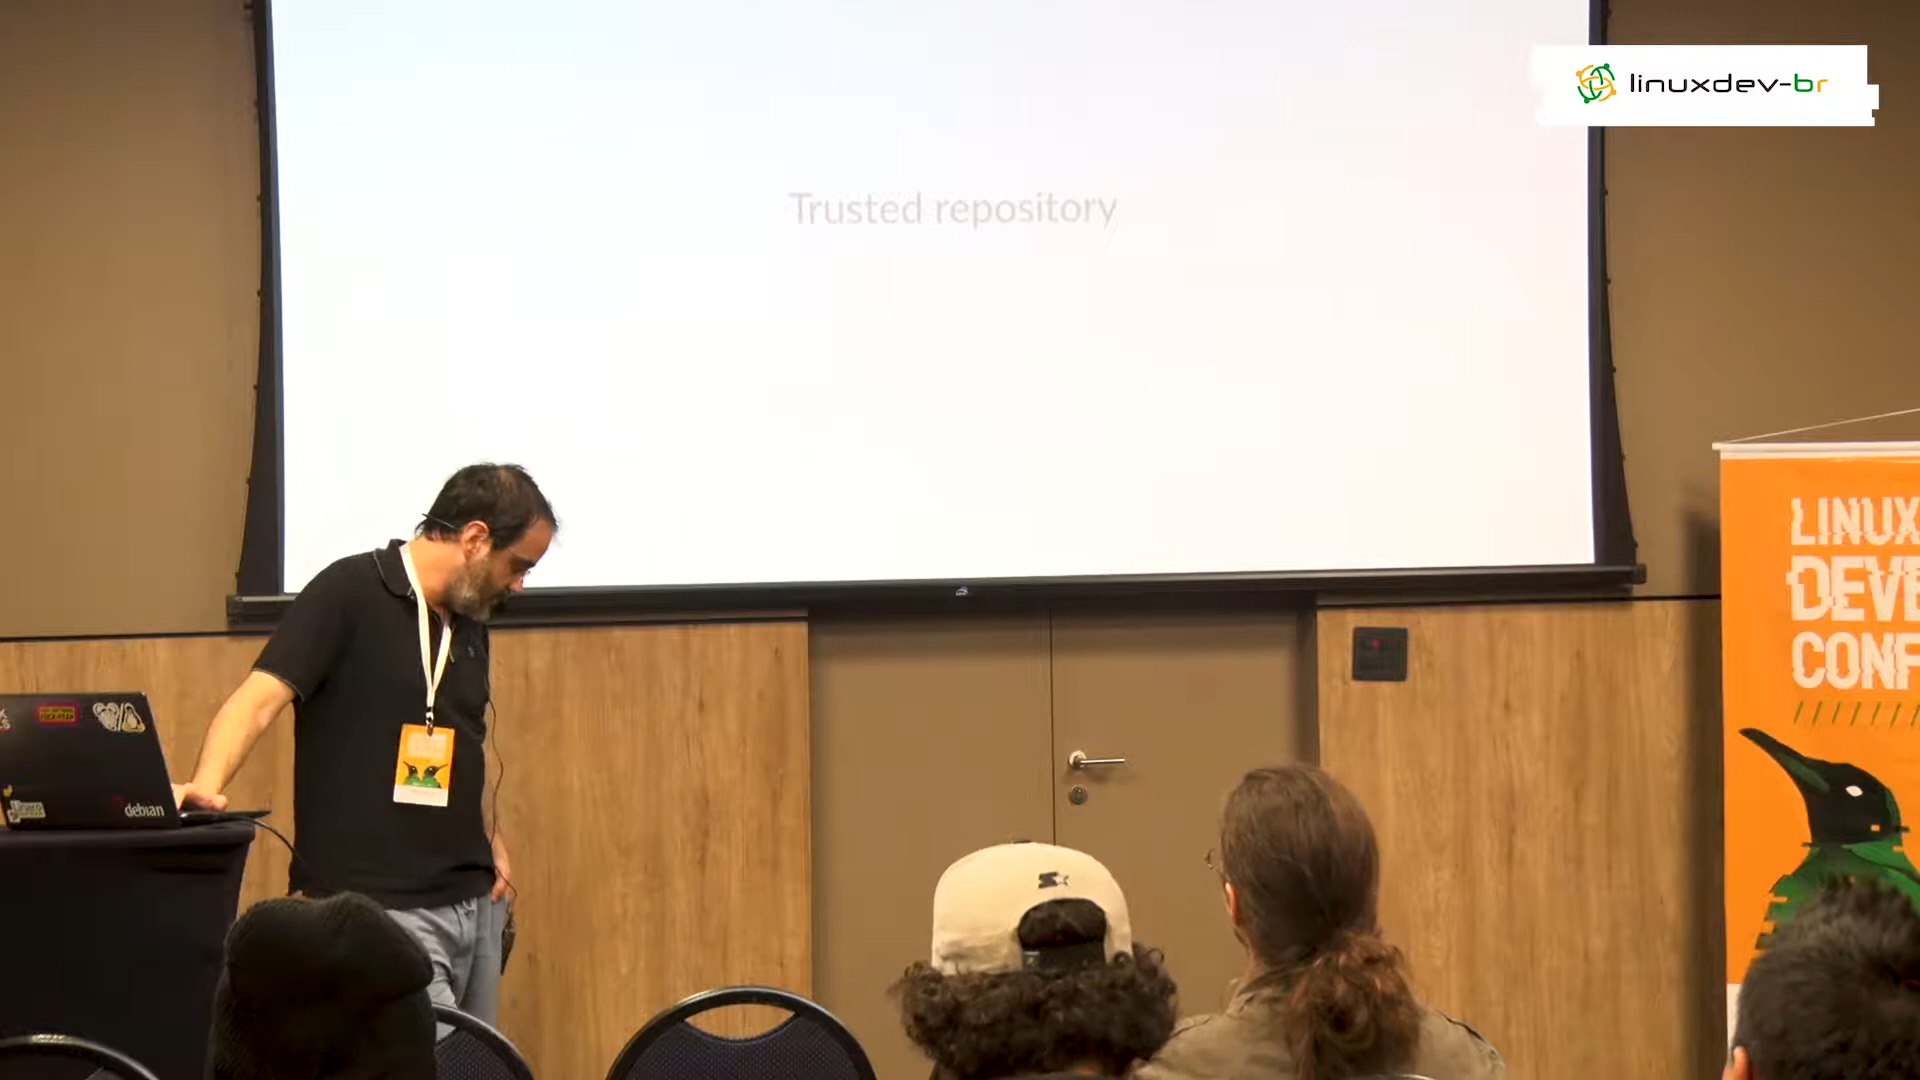 Trusted repository
linuxdev-br
LINUX
DEVE
CONF
debian